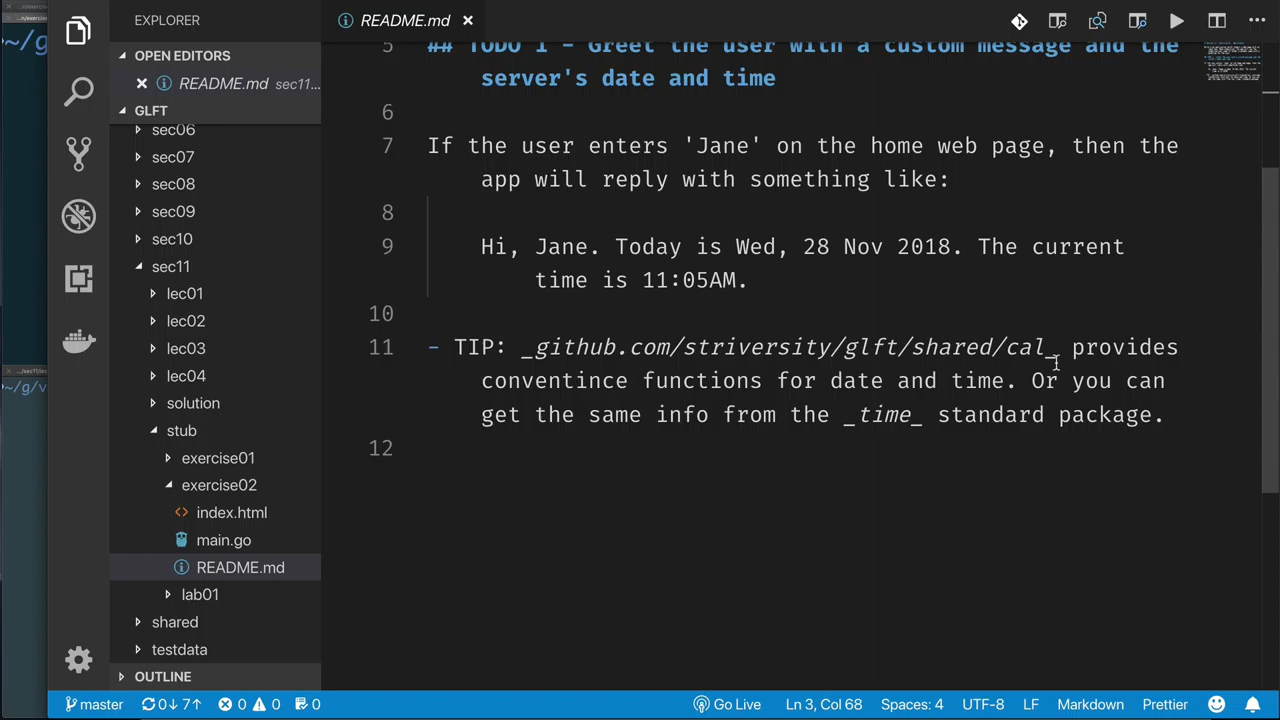 EXPLORER
OPEN EDITORS
README.md sec11...
GLFT
sec06
sec07
sec08
sec09
sec10
sec11
lec01
lec02
lec03
lec04
solution
stub
exercise01
exercise02
index.html
main.go
README.md
lab01
shared
testdata
OUTLINE
README.md
5 ## TODO 1 - Greet the user with a custom message and the
server's date and time
6
7 If the user enters 'Jane' on the home web page, then the
app will reply with something like:
8
9 Hi, Jane. Today is Wed, 28 Nov 2018. The current
time is 11:05AM.
10
11 - TIP: _github.com/striversity/glft/shared/cal_ provides
conventince functions for date and time. Or you can
get the same info from the _time_ standard package.
12
master 0↓ 7↑ 0 0 0 Go Live Ln 3, Col 68 Spaces: 4 UTF-8 LF Markdown Prettier